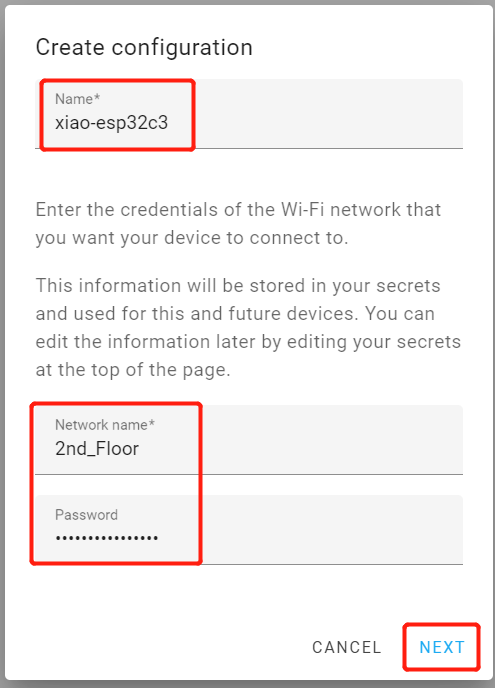 Create configuration
Name*
xiao-esp32c3
Enter the credentials of the Wi-Fi network that
you want your device to connect to.
This information will be stored in your secrets
and used for this and future devices. You can
edit the information later by editing your secrets
at the top of the page.
Network name*
2nd_Floor
Password
••••••••••••••••
CANCEL NEXT